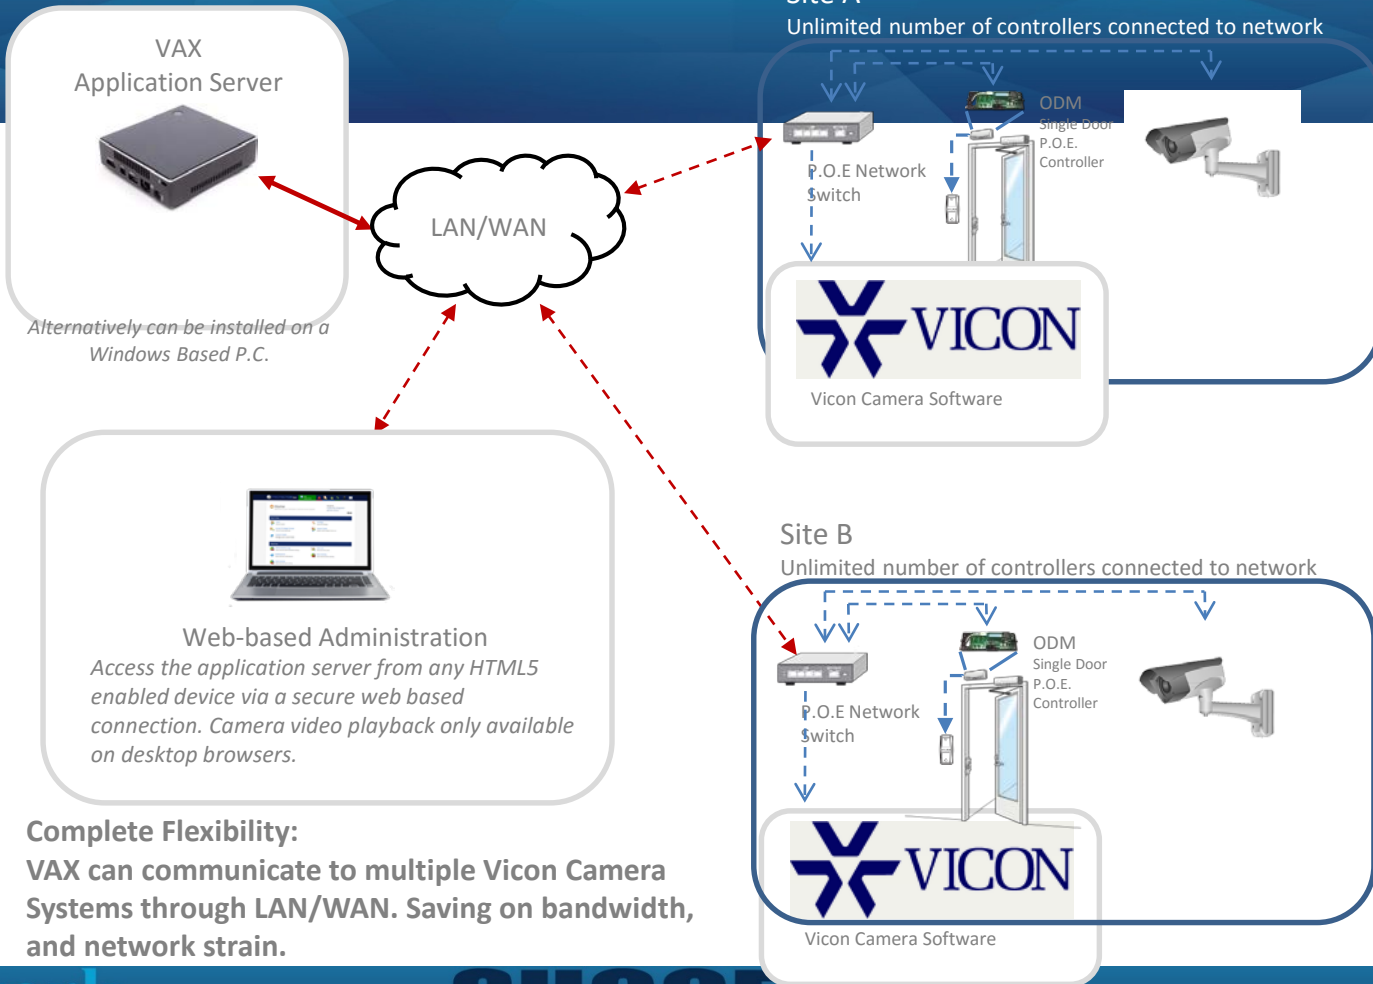 VAX
Application Server
Alternatively can be installed on a
Windows Based P.C.
LAN/WAN
Site A
Unlimited number of controllers connected to network
ODM
Single Door
P.O.E.
Controller
P.O.E Network
Switch
VICON
Vicon Camera Software
Web-based Administration
Access the application server from any HTML5
enabled device via a secure web based
connection. Camera video playback only available
on desktop browsers.
Site B
Unlimited number of controllers connected to network
ODM
Single Door
P.O.E.
Controller
P.O.E Network
Switch
VICON
Vicon Camera Software
Complete Flexibility:
VAX can communicate to multiple Vicon Camera
Systems through LAN/WAN. Saving on bandwidth,
and network strain.